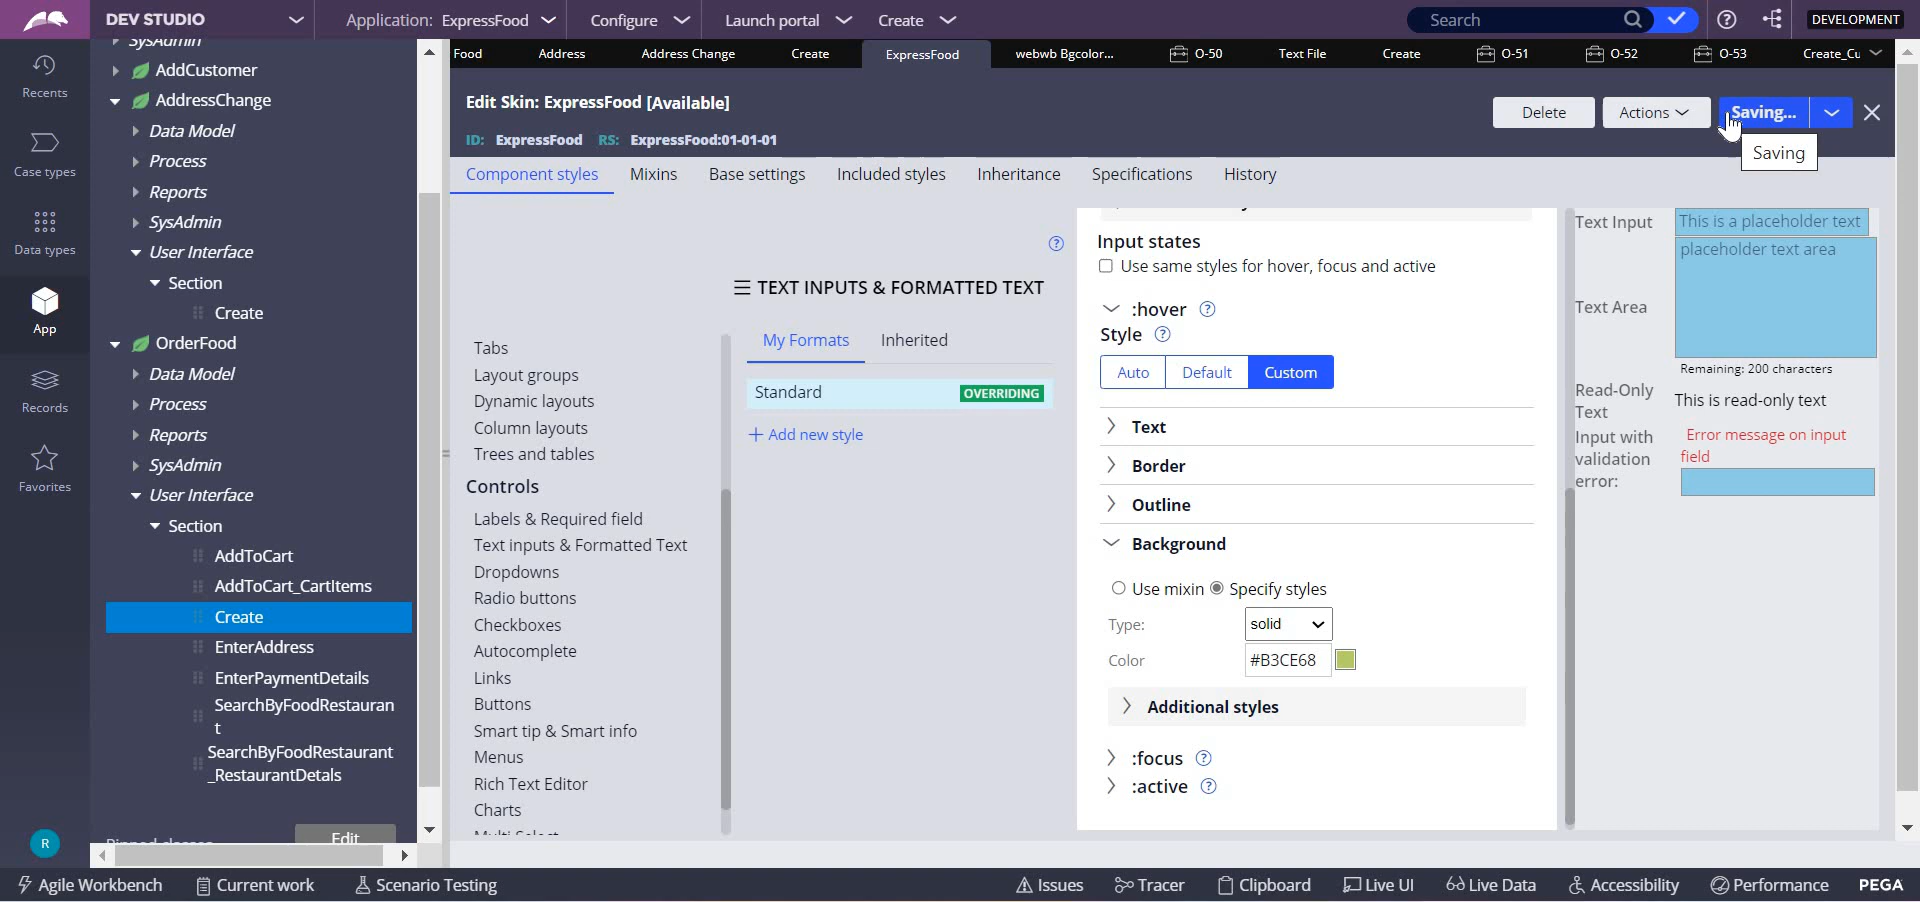 DEV STUDIO
Application: ExpressFood
Configure
Launch portal
Create
Search
DEVELOPMENT
Recents
Case types
Data types
App
Records
Favorites
R
SysAdmin
AddCustomer
AddressChange
Data Model
Process
Reports
SysAdmin
User Interface
Section
Create
OrderFood
Data Model
Process
Reports
SysAdmin
User Interface
Section
AddToCart
AddToCart_CartItems
Create
EnterAddress
EnterPaymentDetails
SearchByFoodRestauran
t
SearchByFoodRestaurant
_RestaurantDetals
Pinned classes
Edit
Food
Address
Address Change
Create
ExpressFood
webwb Bgcolor...
O-50
Text File
Create
O-51
O-52
O-53
Create_Cu
Edit Skin: ExpressFood [Available]
ID: ExpressFood RS: ExpressFood:01-01-01
Delete
Actions
Saving...
Saving
Component styles
Mixins
Base settings
Included styles
Inheritance
Specifications
History
Tabs
Layout groups
Dynamic layouts
Column layouts
Trees and tables
Controls
Labels & Required field
Text inputs & Formatted Text
Dropdowns
Radio buttons
Checkboxes
Autocomplete
Links
Buttons
Smart tip & Smart info
Menus
Rich Text Editor
Charts
Multi Select
TEXT INPUTS & FORMATTED TEXT
My Formats
Inherited
Standard
OVERRIDING
+ Add new style
Input states
Use same styles for hover, focus and active
:hover
Style
Auto
Default
Custom
Text
Border
Outline
Background
Use mixin
Specify styles
Type:
solid
Color
#B3CE68
Additional styles
:focus
:active
Text Input
This is a placeholder text
placeholder text area
Text Area
Remaining: 200 characters
Read-Only
Text
This is read-only text
Input with
validation
error:
Error message on input
field
Agile Workbench
Current work
Scenario Testing
Issues
Tracer
Clipboard
Live UI
Live Data
Accessibility
Performance
PEGA